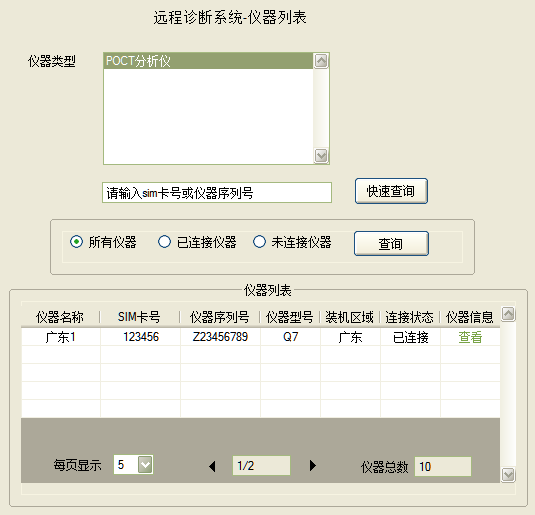 远程诊断系统-仪器列表
仪器类型
POCT分析仪
请输入sim卡号或仪器序列号
快速查询
所有仪器 已连接仪器 未连接仪器 查询
仪器列表
仪器名称 SIM卡号 仪器序列号 仪器型号 装机区域 连接状态 仪器信息
广东1 123456 Z23456789 Q7 广东 已连接 查看
每页显示 5 1/2 仪器总数 10